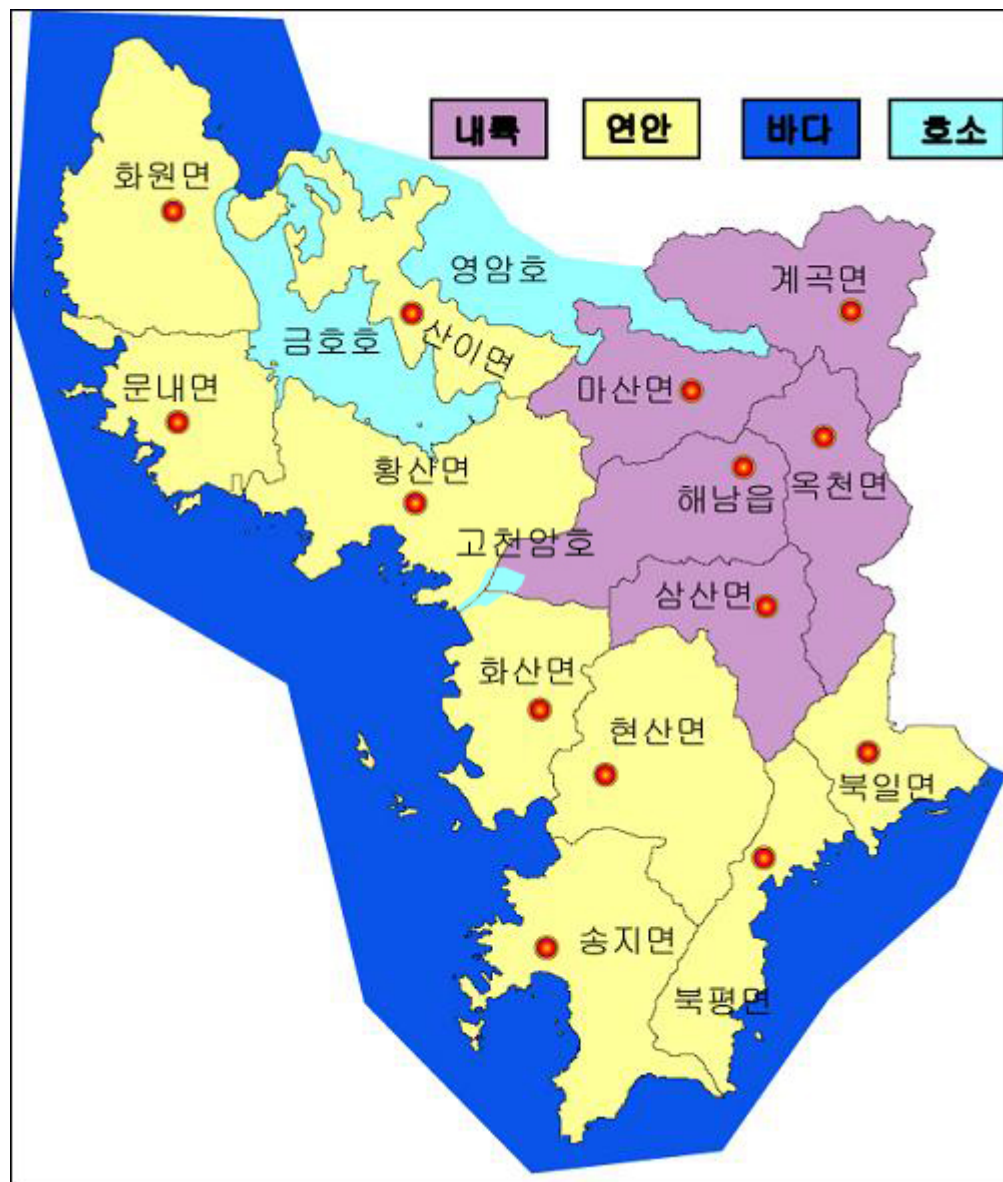 내륙
연안
바다
호소
화원면
영암호
계곡면
금호호
산이면
문내면
마산면
황산면
해남읍
옥천면
고천암호
삼산면
화산면
현산면
북일면
송지면
북평면